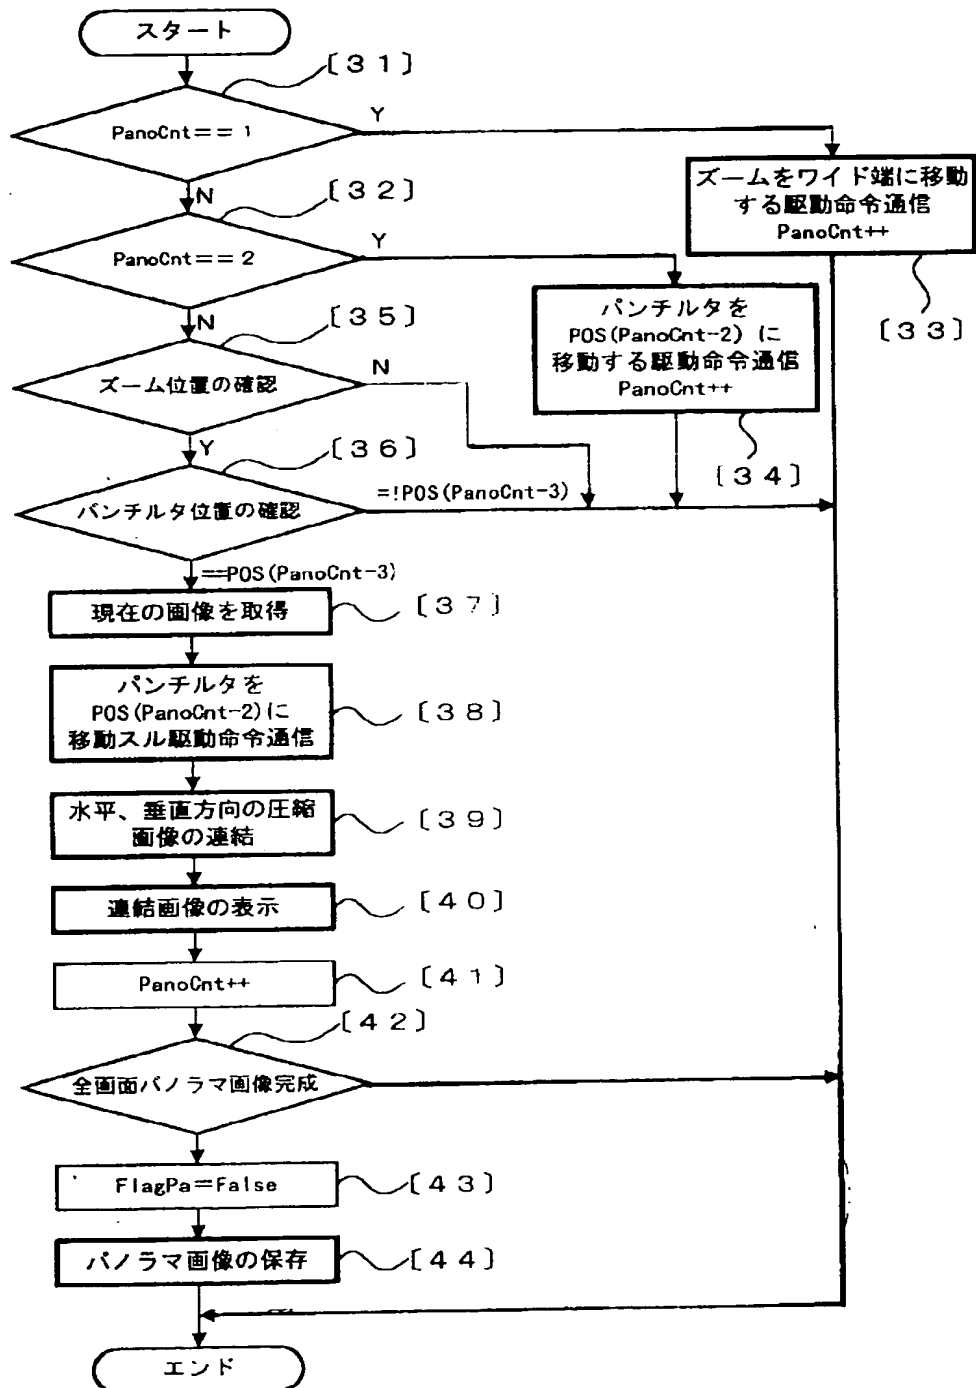 スタート
〔31〕
PanoCnt==1
Y
N
〔32〕
ズームをワイド端に移動
する駆動命令通信
PanoCnt++
〔33〕
PanoCnt==2
Y
N
〔35〕
パンチルタを
POS(PanoCnt-2) に
移動する駆動命令通信
PanoCnt++
〔34〕
ズーム位置の確認
N
Y
〔36〕
パンチルタ位置の確認
=!POS(PanoCnt-3)
==POS(PanoCnt-3)
現在の画像を取得
〔37〕
パンチルタを
POS(PanoCnt-2)に
移動スル駆動命令通信
〔38〕
水平、垂直方向の圧縮
画像の連結
〔39〕
連結画像の表示
〔40〕
PanoCnt++
〔41〕
〔42〕
全画面パノラマ画像完成
FlagPa=False
〔43〕
パノラマ画像の保存
〔44〕
エンド